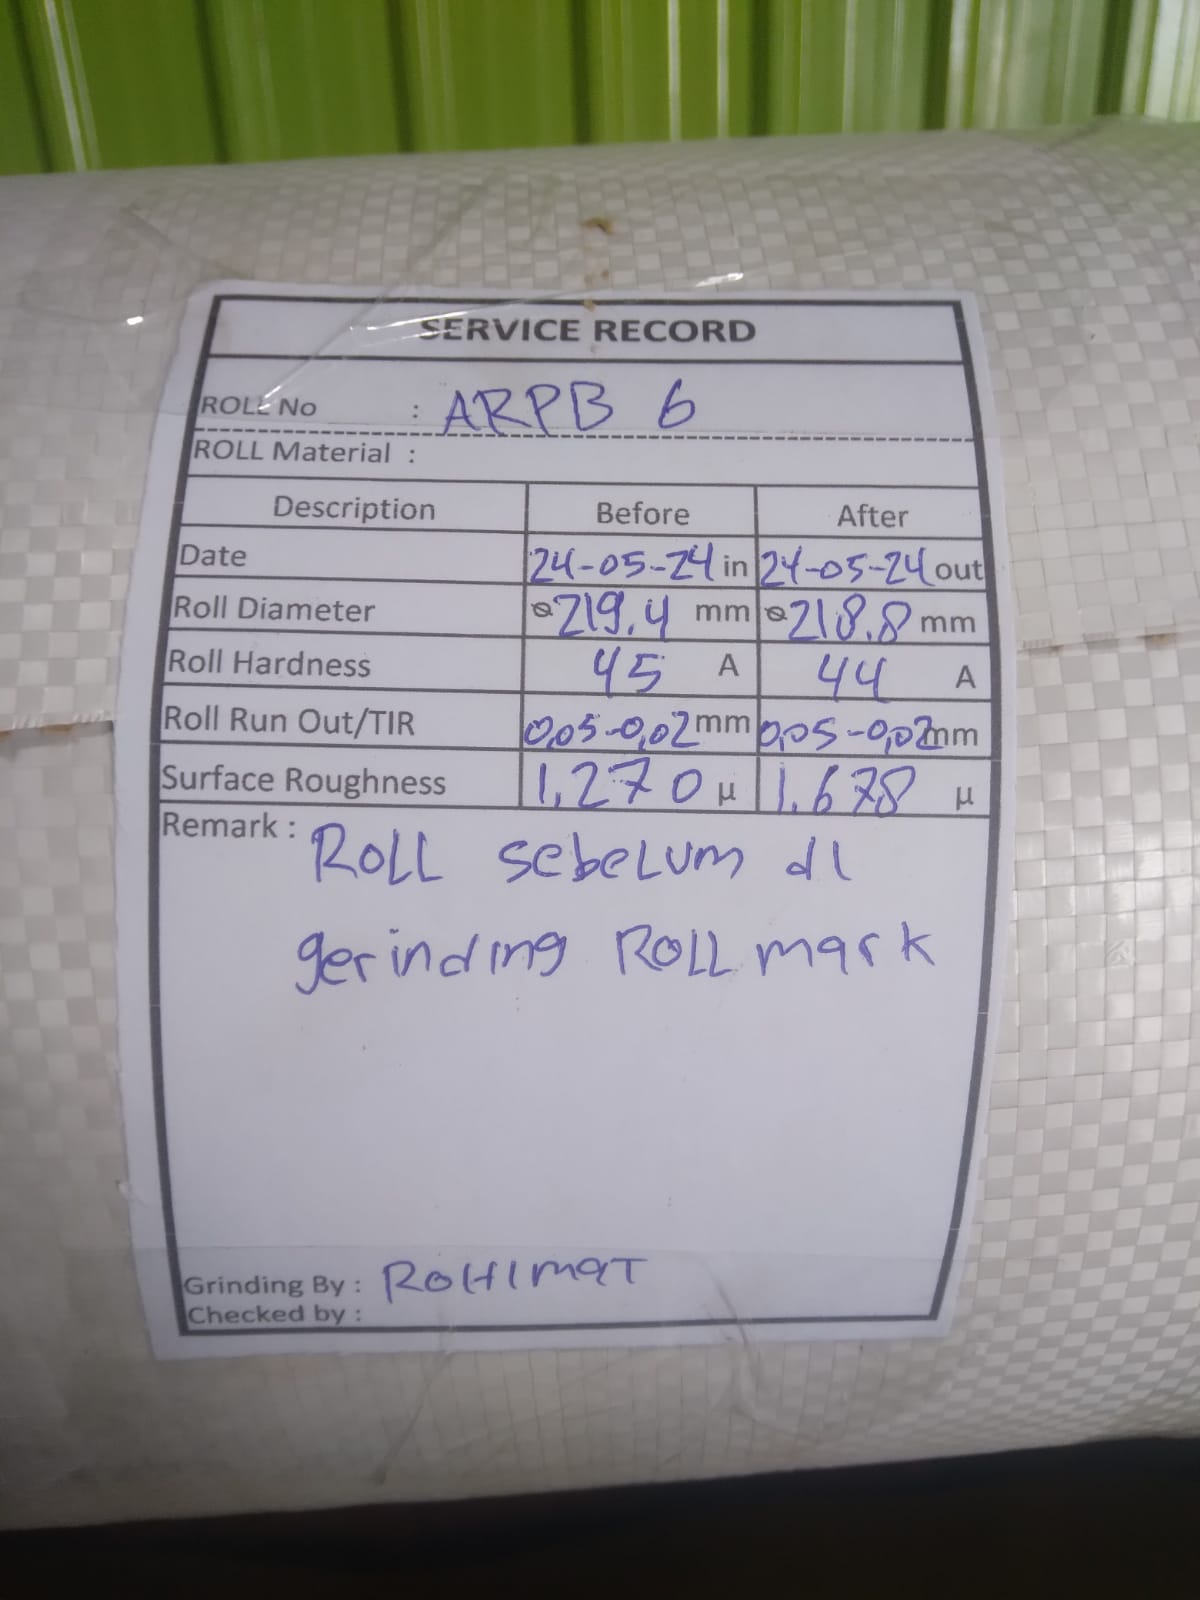 SERVICE RECORD
ROLL No : ARPB 6
ROLL Material :
Description Before After
Date 24-05-24 in 24-05-24 out
Roll Diameter ⌀219.4 mm ⌀218.8 mm
Roll Hardness 45 A 44 A
Roll Run Out/TIR 0,05-0,02 mm 0,05-0,02 mm
Surface Roughness 1,270 μ 1.678 μ
Remark : ROLL sebelum di
gerinding ROLL mark
Grinding By : ROHIMAT
Checked by :